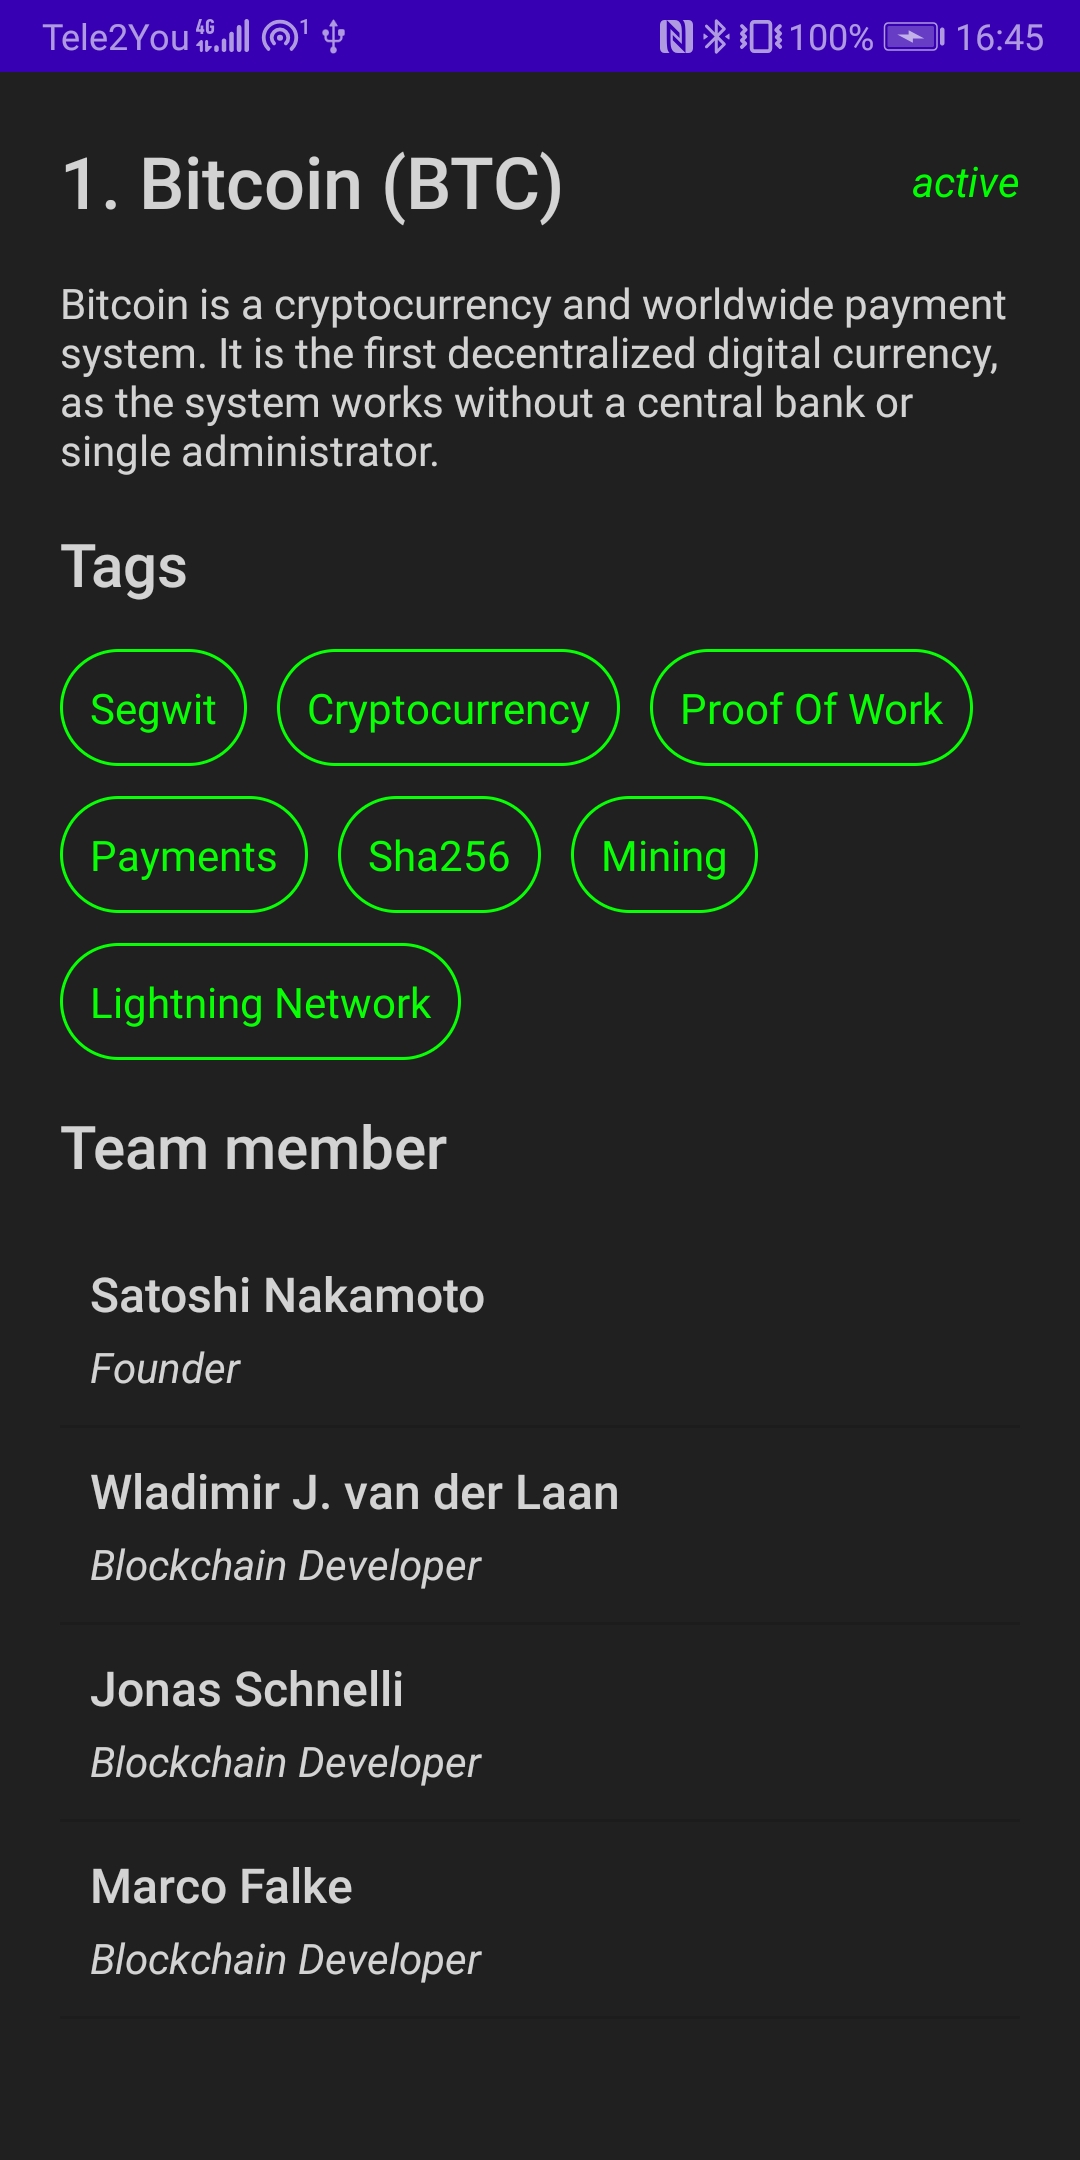 Tele2You 4G 1 100% 16:45
1. Bitcoin (BTC) active
Bitcoin is a cryptocurrency and worldwide payment
system. It is the first decentralized digital currency,
as the system works without a central bank or
single administrator.
Tags
Segwit Cryptocurrency Proof Of Work
Payments Sha256 Mining
Lightning Network
Team member
Satoshi Nakamoto
Founder
Wladimir J. van der Laan
Blockchain Developer
Jonas Schnelli
Blockchain Developer
Marco Falke
Blockchain Developer